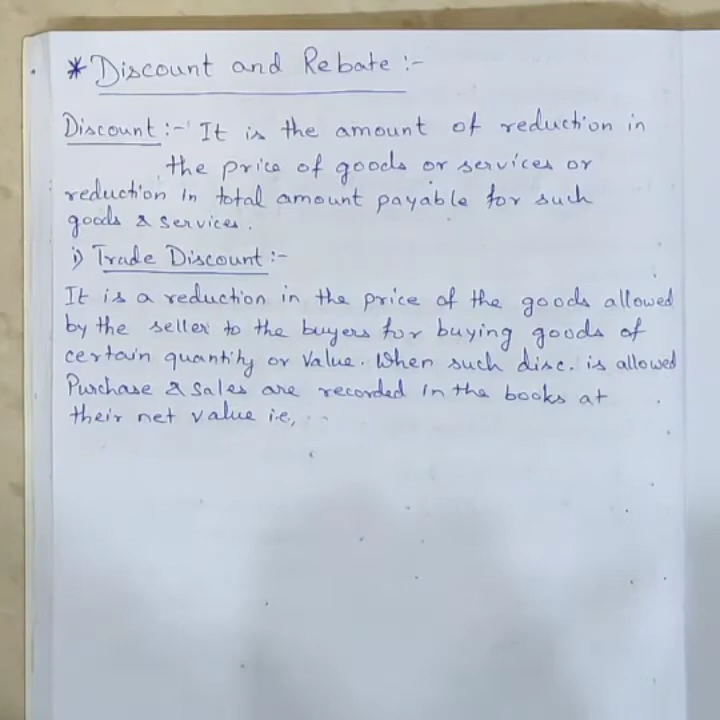 * Discount and Rebate :-
Discount :- It is the amount of reduction in
the price of goods or services or
reduction in total amount payable for such
goods & services.
i) Trade Discount :-
It is a reduction in the price of the goods allowed
by the seller to the buyers for buying goods of
certain quantity or value. When such disc. is allowed
Purchase & Sales are recorded in the books at
their net value i.e,